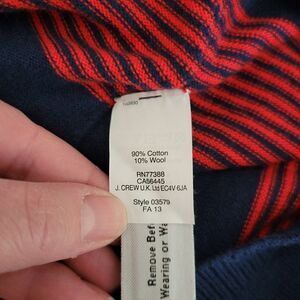 90% Cotton
10% Wool
RN77388
CA56445
J. CREW U.K. Ltd EC4V 6JA
Style 03579
FA 13
Remove Bef
Wearing or Wa